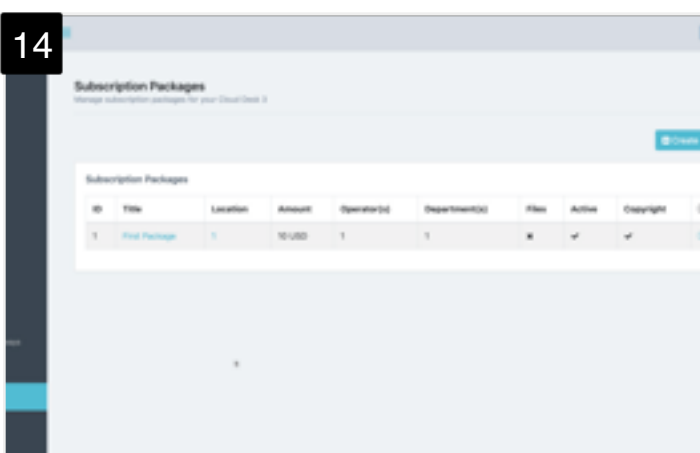 14
Subscription Packages
Manage subscription packages for your Cloud Desk 3
Create
Subscription Packages
ID Title Location Amount Operator(s) Department(s) Files Active Copyright
1 First Package 1 10 USD 1 1